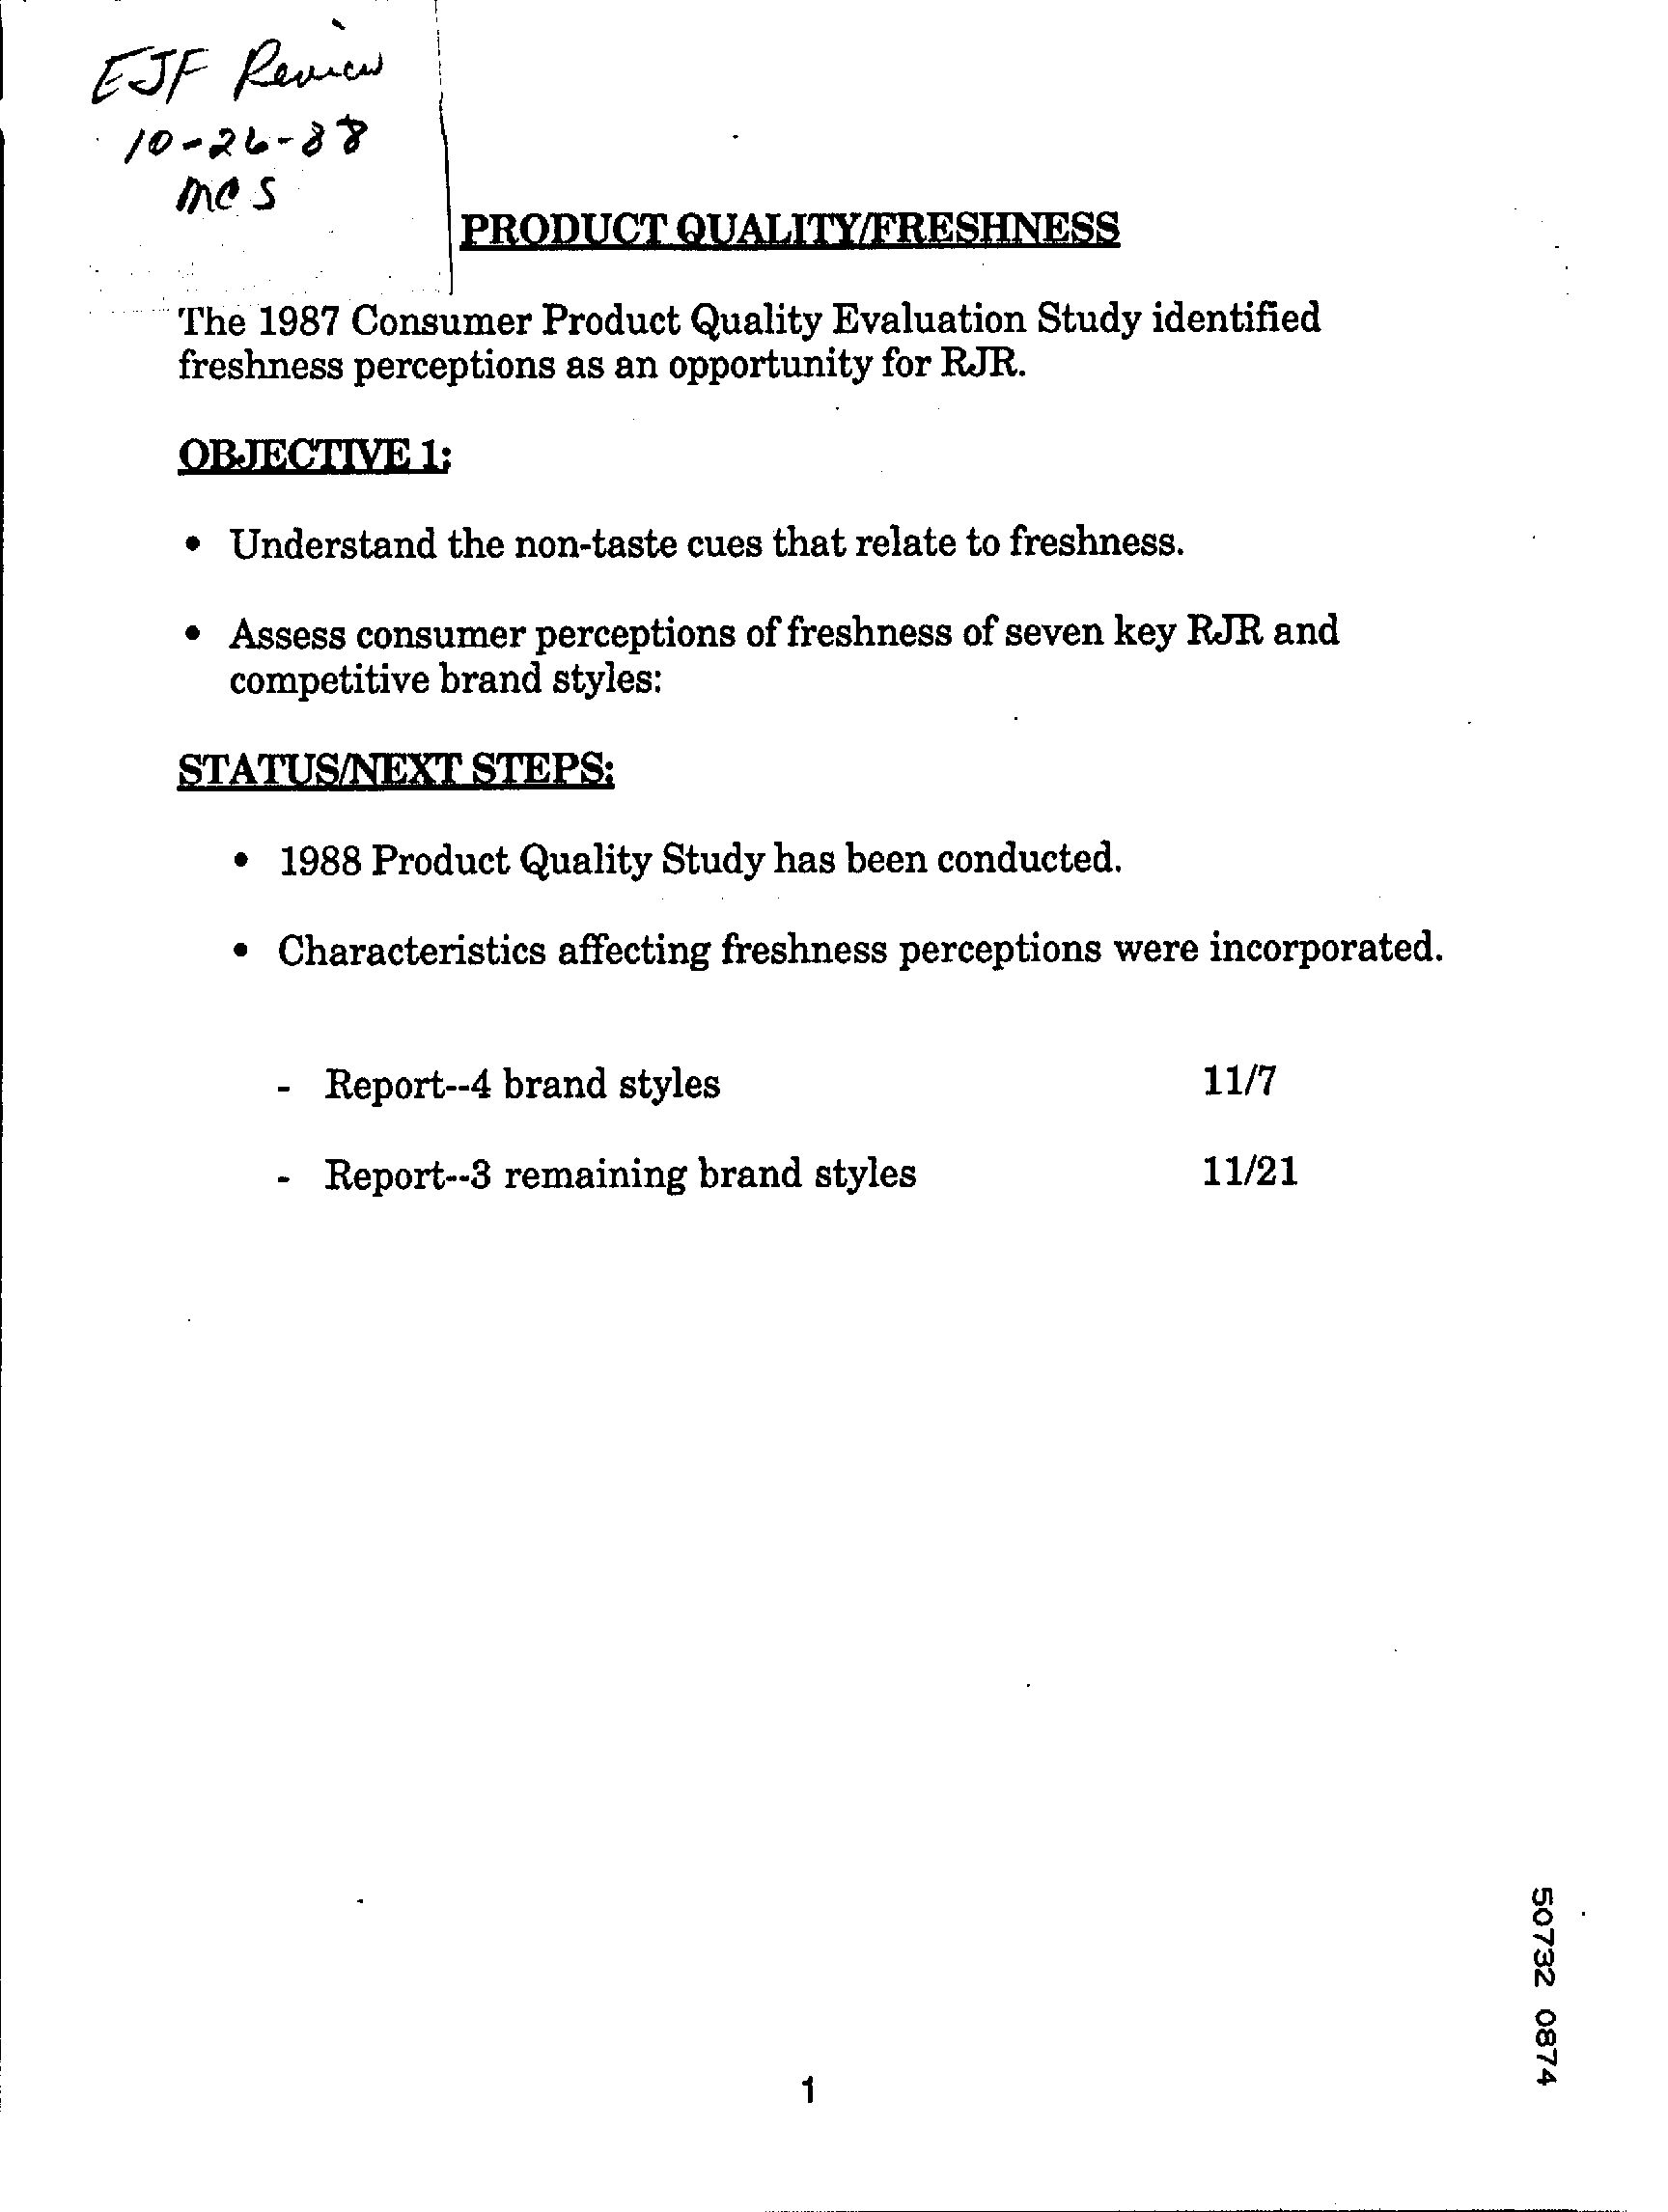 EJF Review
10-26-88
MCS
PRODUCT QUALITY/FRESHNESS
The 1987 Consumer Product Quality Evaluation Study identified
freshness perceptions as an opportunity for RJR.
OBJECTIVE 1:
• Understand the non-taste cues that relate to freshness.
• Assess consumer perceptions of freshness of seven key RJR and
competitive brand styles:
STATUS/NEXT STEPS:
• 1988 Product Quality Study has been conducted.
• Characteristics affecting freshness perceptions were incorporated.
- Report--4 brand styles 11/7
- Report--3 remaining brand styles 11/21
50732 0874
1